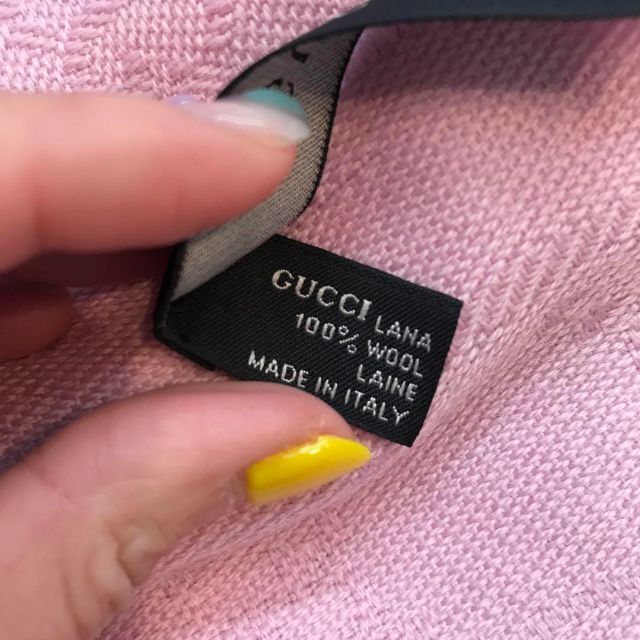 GUCCI LANA
100% WOOL
LAINE
MADE IN ITALY